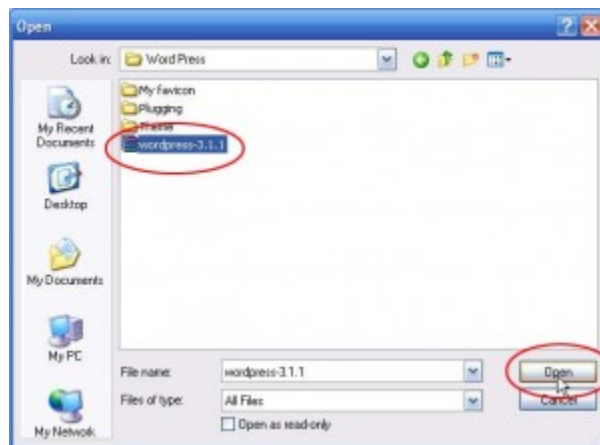 Open
Look in:
Word Press
My favicon
Plugging
Theme
wordpress-3.1.1
My Recent
Documents
Desktop
My Documents
My PC
My Network
File name:
wordpress-3.1.1
Open
Files of type:
All Files
Cancel
Open as read-only